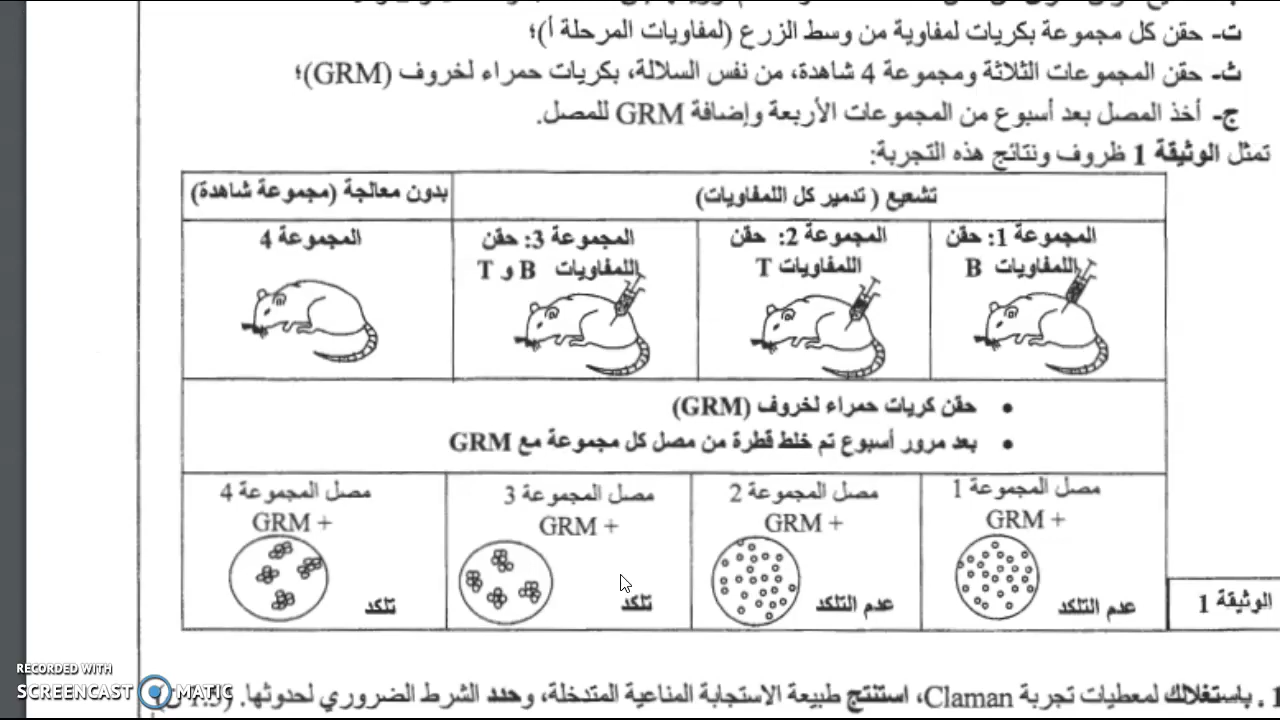 ت- حقن كل مجموعة بكريات لمفاوية من وسط الزرع (لمفاويات المرحلة أ)؛
ث- حقن المجموعات الثلاثة ومجموعة 4 شاهدة، من نفس السلالة، بكريات حمراء لخروف (GRM)؛
ج- أخذ المصل بعد أسبوع من المجموعات الأربعة وإضافة GRM للمصل.
تمثل الوثيقة 1 ظروف ونتائج هذه التجربة:
تشعيع ( تدمير كل اللمفاويات)
بدون معالجة (مجموعة شاهدة)
المجموعة 1: حقن
اللمفاويات B
المجموعة 2: حقن
اللمفاويات T
المجموعة 3: حقن
اللمفاويات B و T
المجموعة 4
• حقن كريات حمراء لخروف (GRM)
• بعد مرور أسبوع تم خلط قطرة من مصل كل مجموعة مع GRM
مصل المجموعة 1
GRM +
عدم التلكد
مصل المجموعة 2
GRM +
عدم التلكد
مصل المجموعة 3
GRM +
تلكد
مصل المجموعة 4
GRM +
تلكد
الوثيقة 1
1. باستغلالك لمعطيات تجربة Claman، استنتج طبيعة الاستجابة المناعية المتدخلة، وحدد الشرط الضروري لحدوثها.
RECORDED WITH
SCREENCAST MATIC